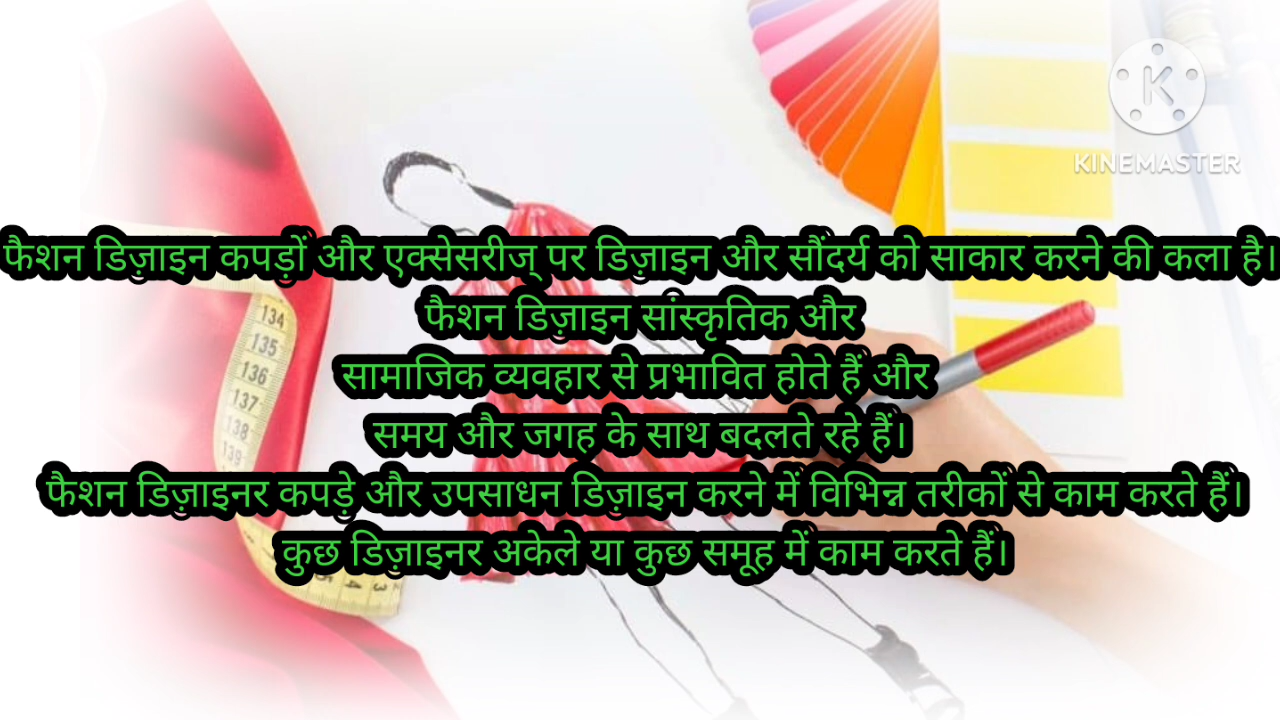 KINEMASTER
फैशन डिज़ाइन कपड़ों और एक्सेसरीज् पर डिज़ाइन और सौंदर्य को साकार करने की कला है।
फैशन डिज़ाइन सांस्कृतिक और
सामाजिक व्यवहार से प्रभावित होते हैं और
समय और जगह के साथ बदलते रहे हैं।
फैशन डिज़ाइनर कपड़े और उपसाधन डिज़ाइन करने में विभिन्न तरीकों से काम करते हैं।
कुछ डिज़ाइनर अकेले या कुछ समूह में काम करते हैं।
134
135
136
137
138
139